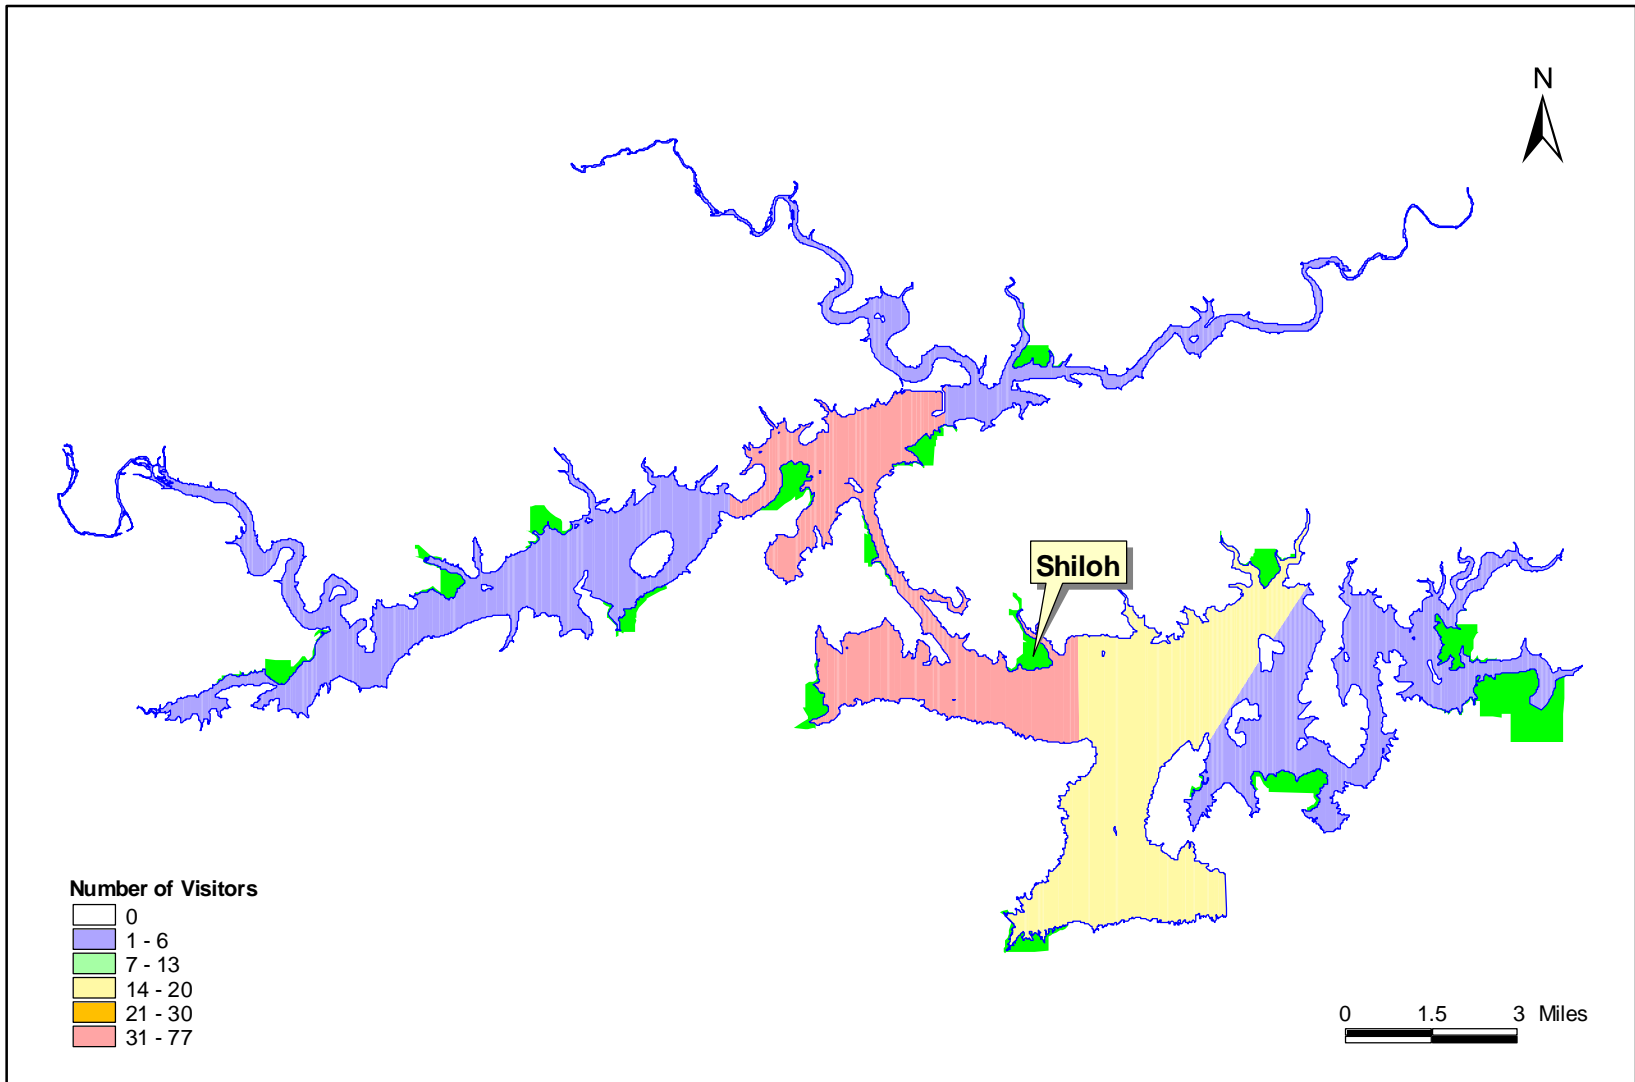 N
Shiloh
Number of Visitors
0
1 - 6
7 - 13
14 - 20
21 - 30
31 - 77
0 1.5 3 Miles